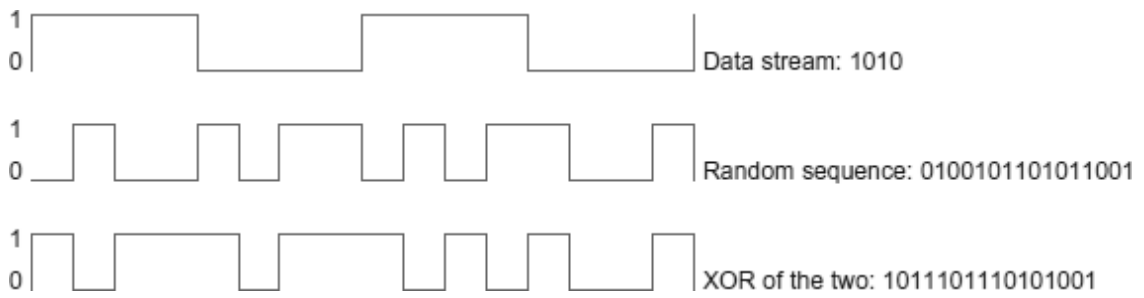 1
0 Data stream: 1010
1
0 Random sequence: 0100101101011001
1
0 XOR of the two: 1011101110101001